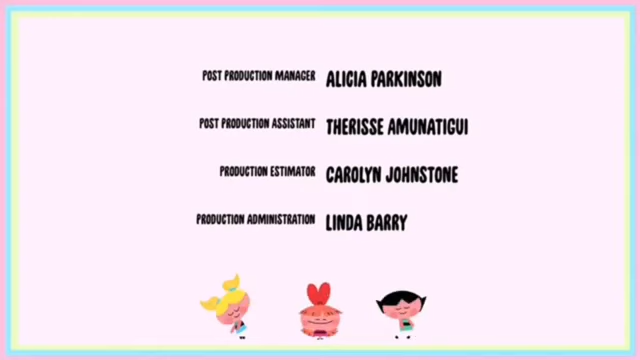 POST PRODUCTION MANAGER ALICIA PARKINSON
POST PRODUCTION ASSISTANT THERISSE AMUNATIGUI
PRODUCTION ESTIMATOR CAROLYN JOHNSTONE
PRODUCTION ADMINISTRATION LINDA BARRY